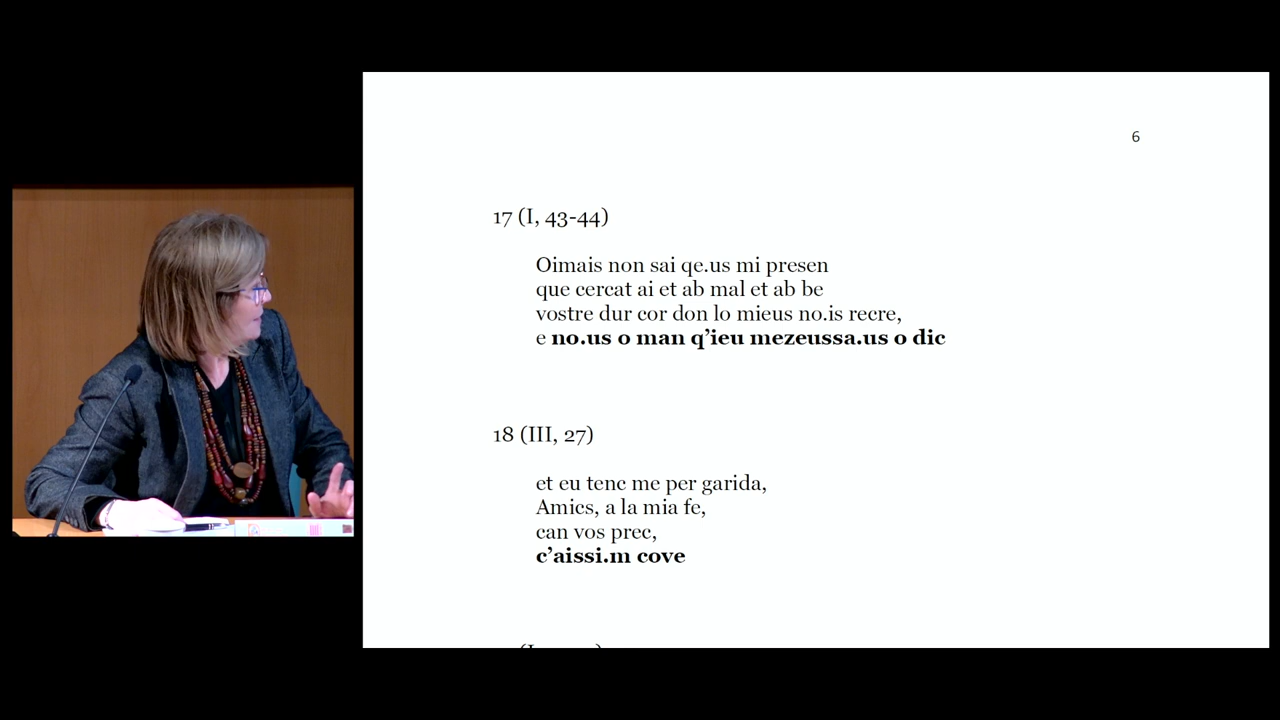 6
17 (I, 43-44)
Oimais non sai qe.us mi presen
que cercat ai et ab mal et ab be
vostre dur cor don lo mieus no.is recre,
e no.us o man q’ieu mezeussa.us o dic
18 (III, 27)
et eu tenc me per garida,
Amics, a la mia fe,
can vos prec,
c’aissi.m cove